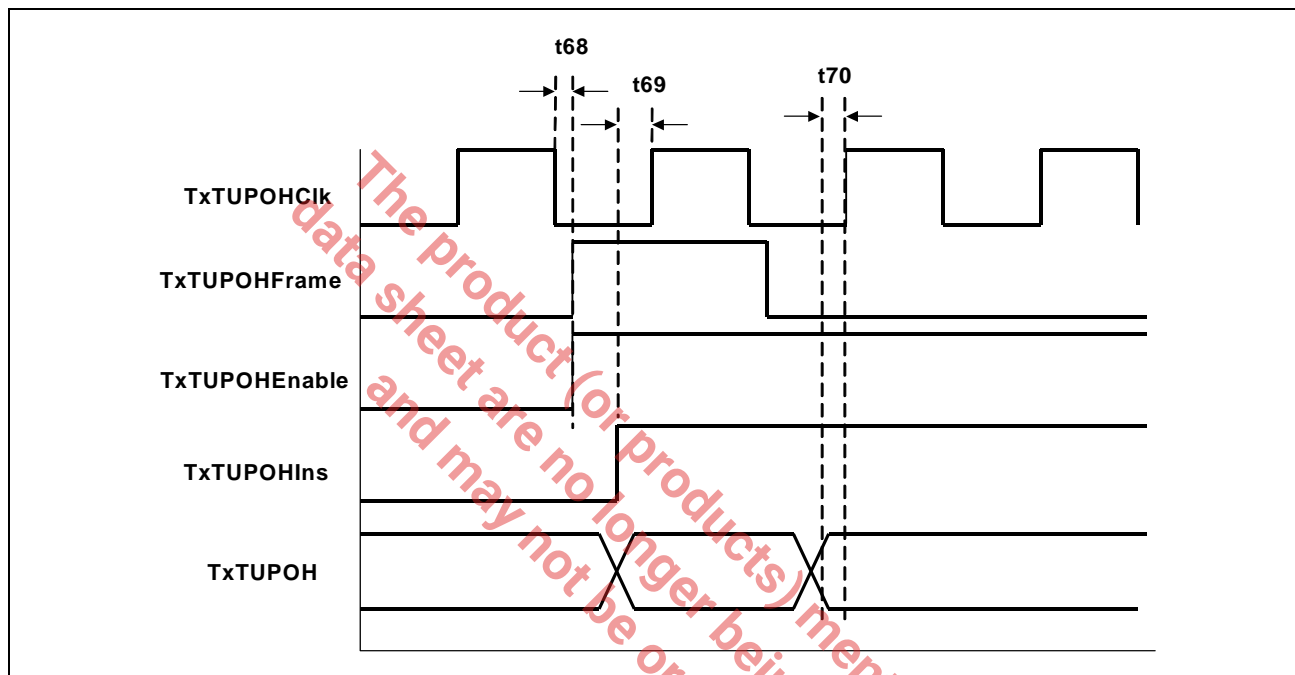 t68
t69
t70
TxTUPOHClk
TxTUPOHFrame
TxTUPOHEnable
TxTUPOHIns
TxTUPOH
The product (or products) ment
data sheet are no longer bein
and may not be or